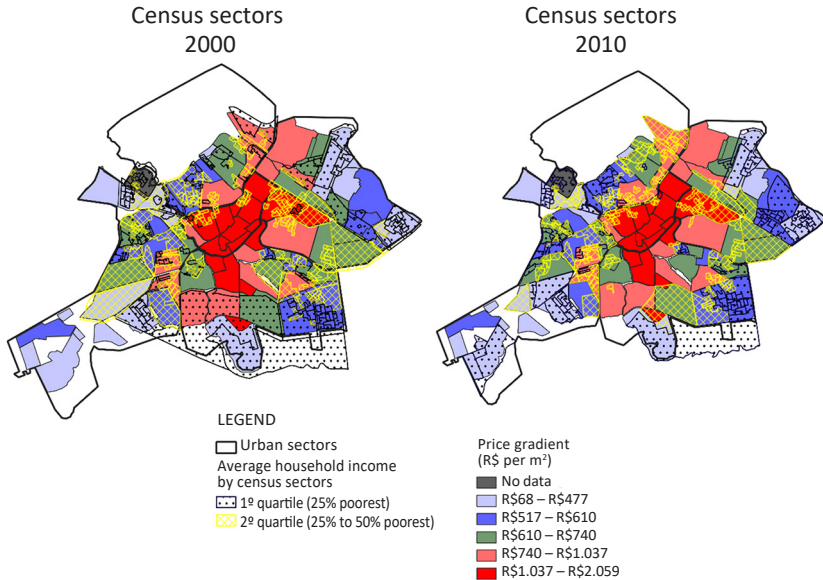 Census sectors
2000
Census sectors
2010
LEGEND
Urban sectors
Average household income
by census sectors
1º quartile (25% poorest)
2º quartile (25% to 50% poorest)
Price gradient
(R$ per m²)
No data
R$68 – R$477
R$517 – R$610
R$610 – R$740
R$740 – R$1.037
R$1.037 – R$2.059